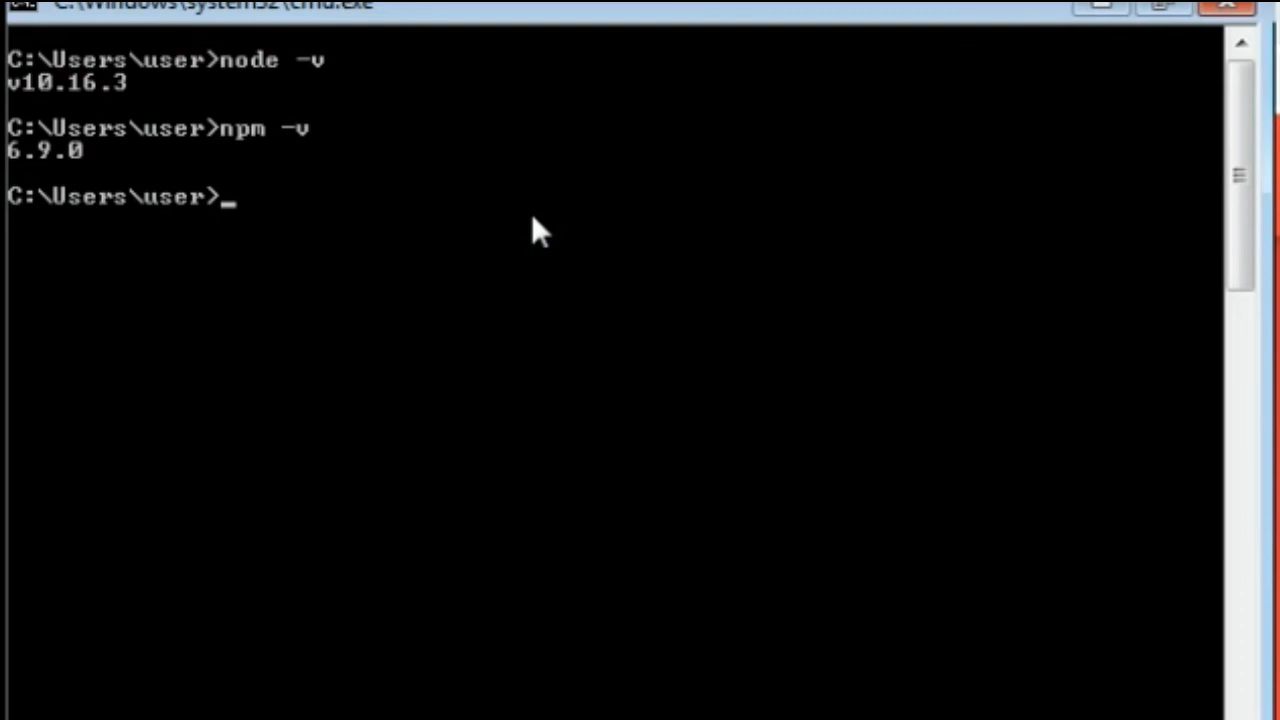 C:\Windows\system32\cmd.exe
C:\Users\user>node -v
v10.16.3
C:\Users\user>npm -v
6.9.0
C:\Users\user>_